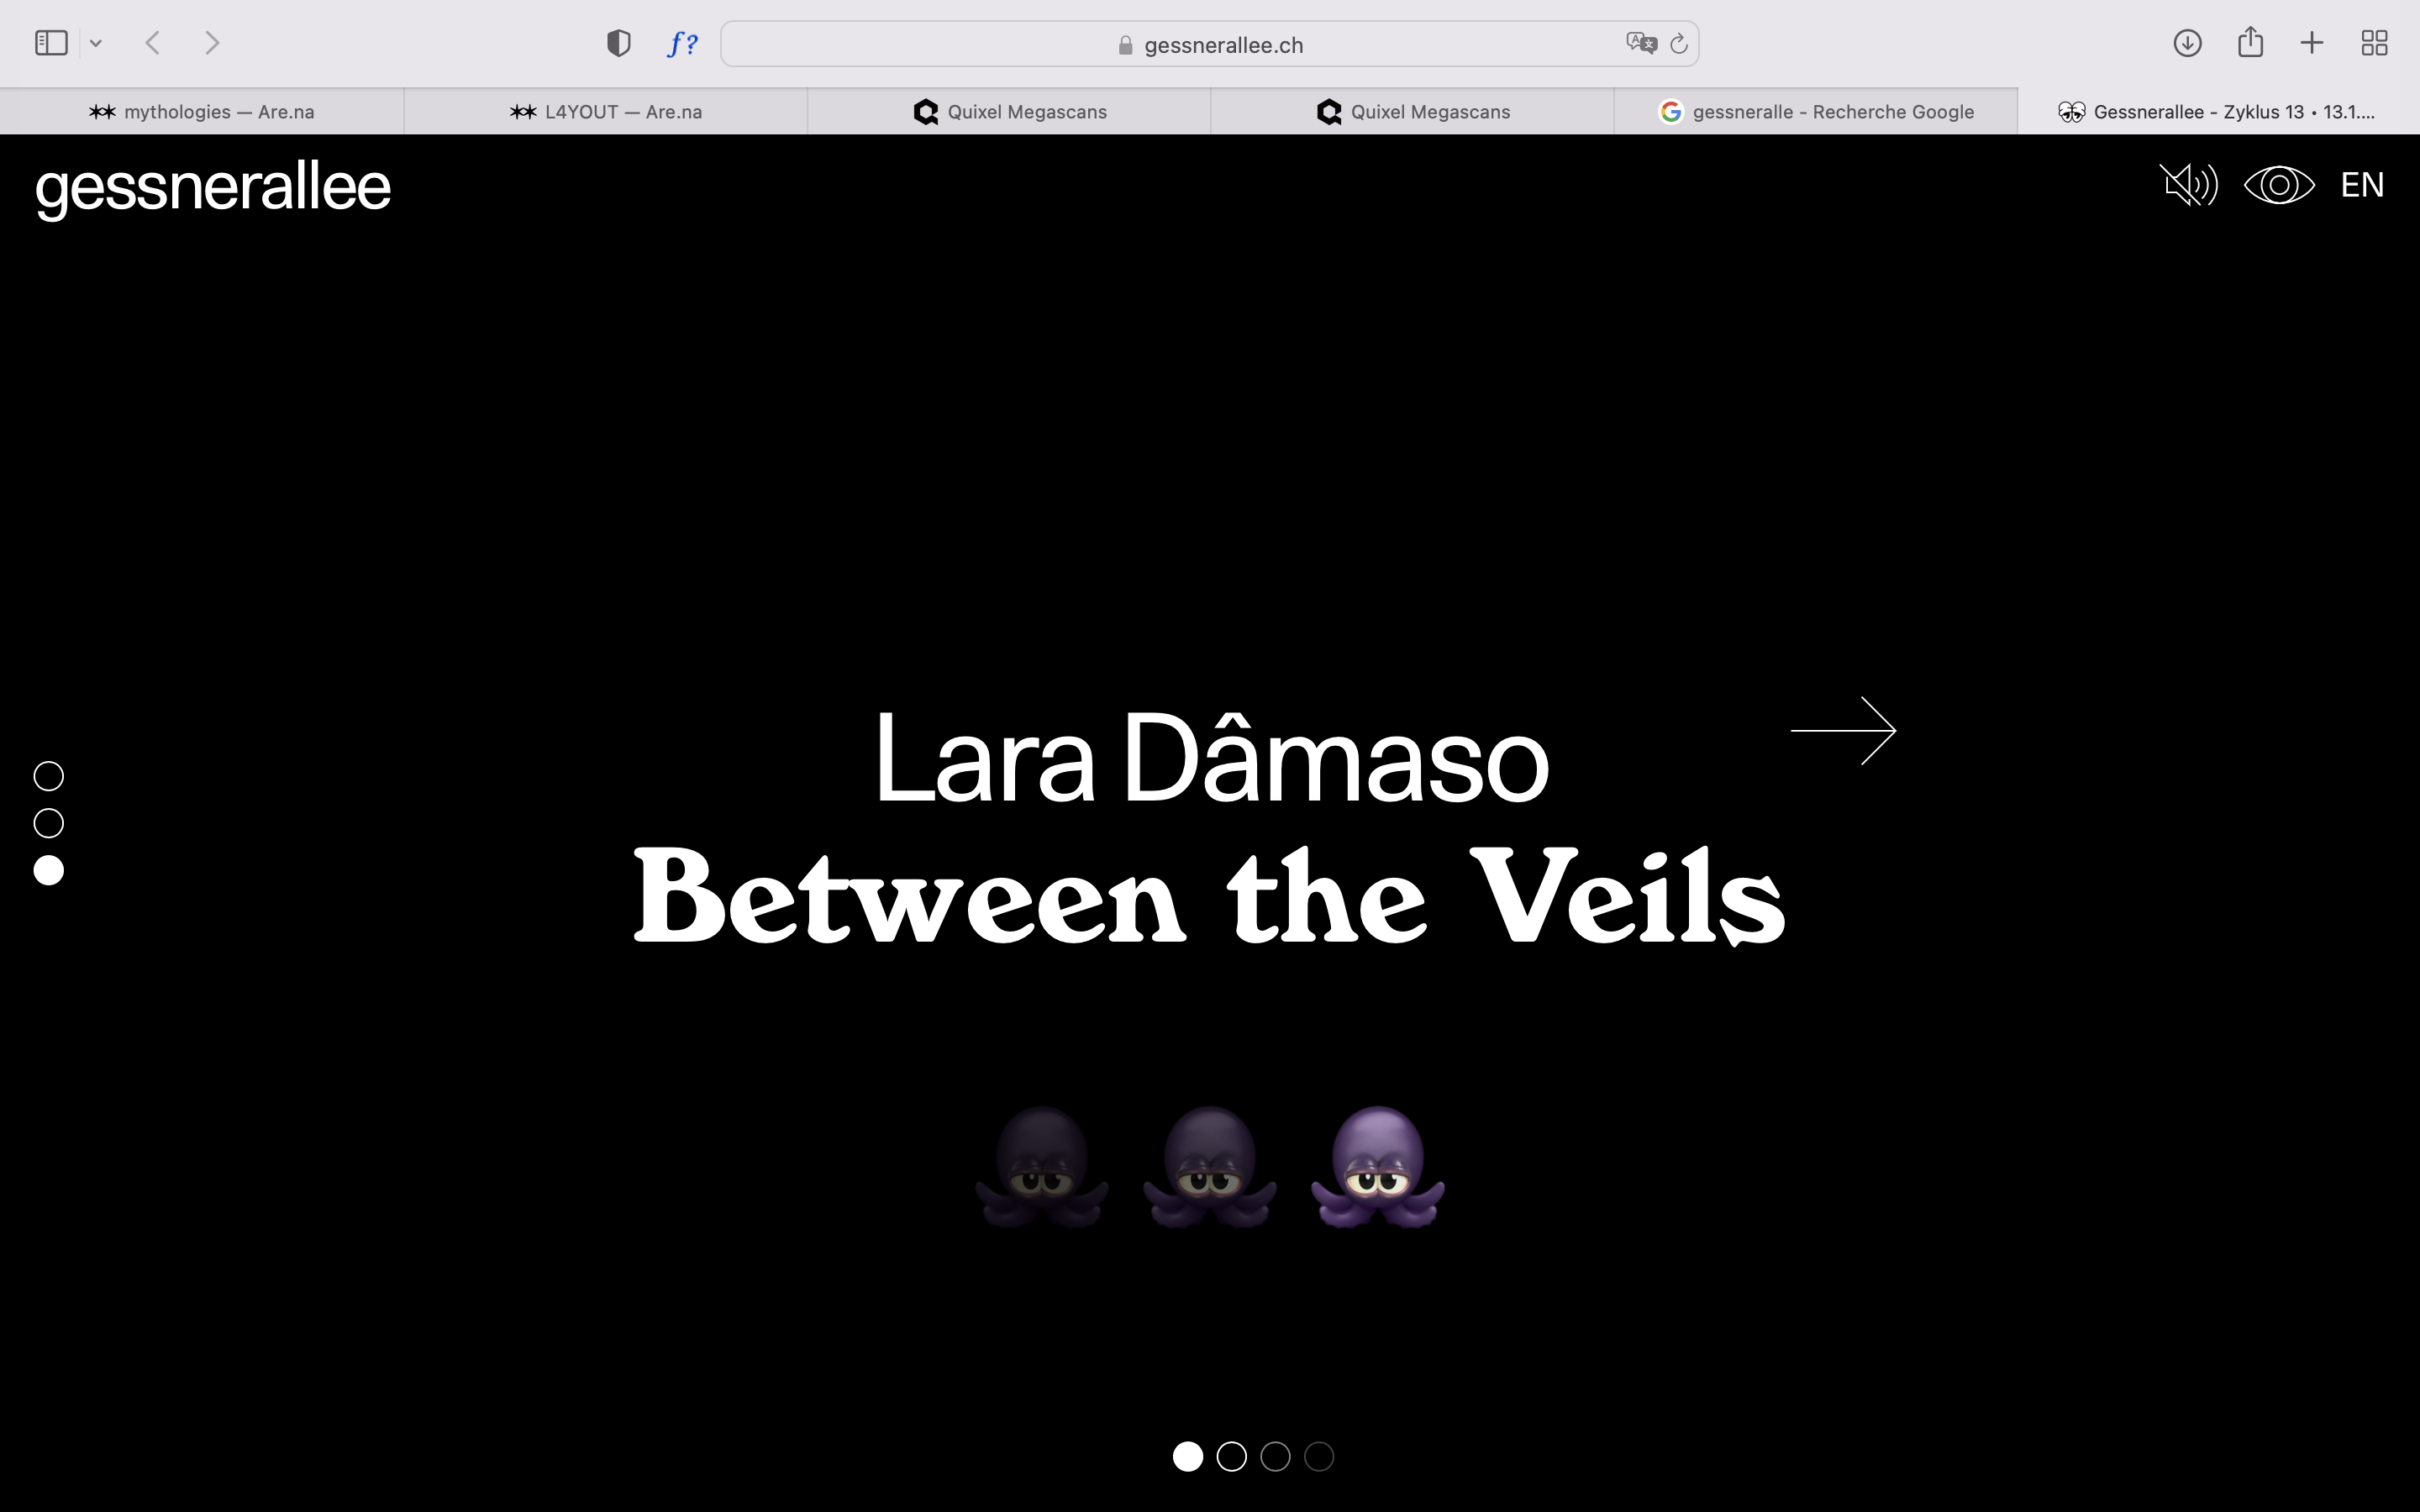 gessnerallee.ch
mythologies — Are.na
L4YOUT — Are.na
Quixel Megascans
Quixel Megascans
gessneralle - Recherche Google
Gessnerallee - Zyklus 13 • 13.1....
gessnerallee
EN
Lara Dâmaso
Between the Veils